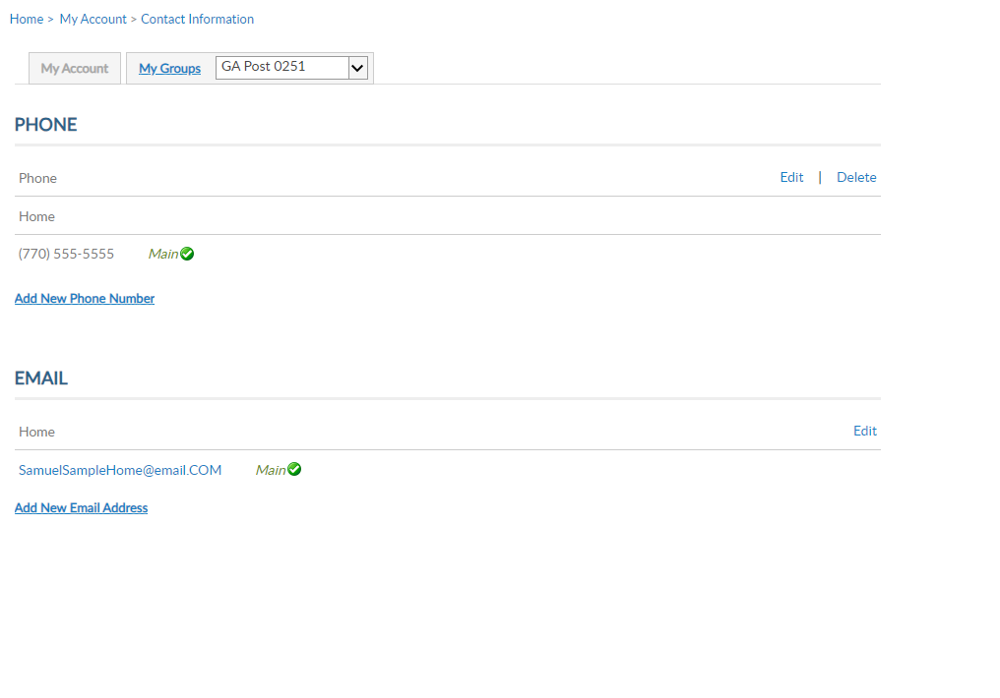 Home > My Account > Contact Information
My Account My Groups GA Post 0251
PHONE
Phone Edit | Delete
Home
(770) 555-5555 Main
Add New Phone Number
EMAIL
Home Edit
SamuelSampleHome@email.COM Main
Add New Email Address